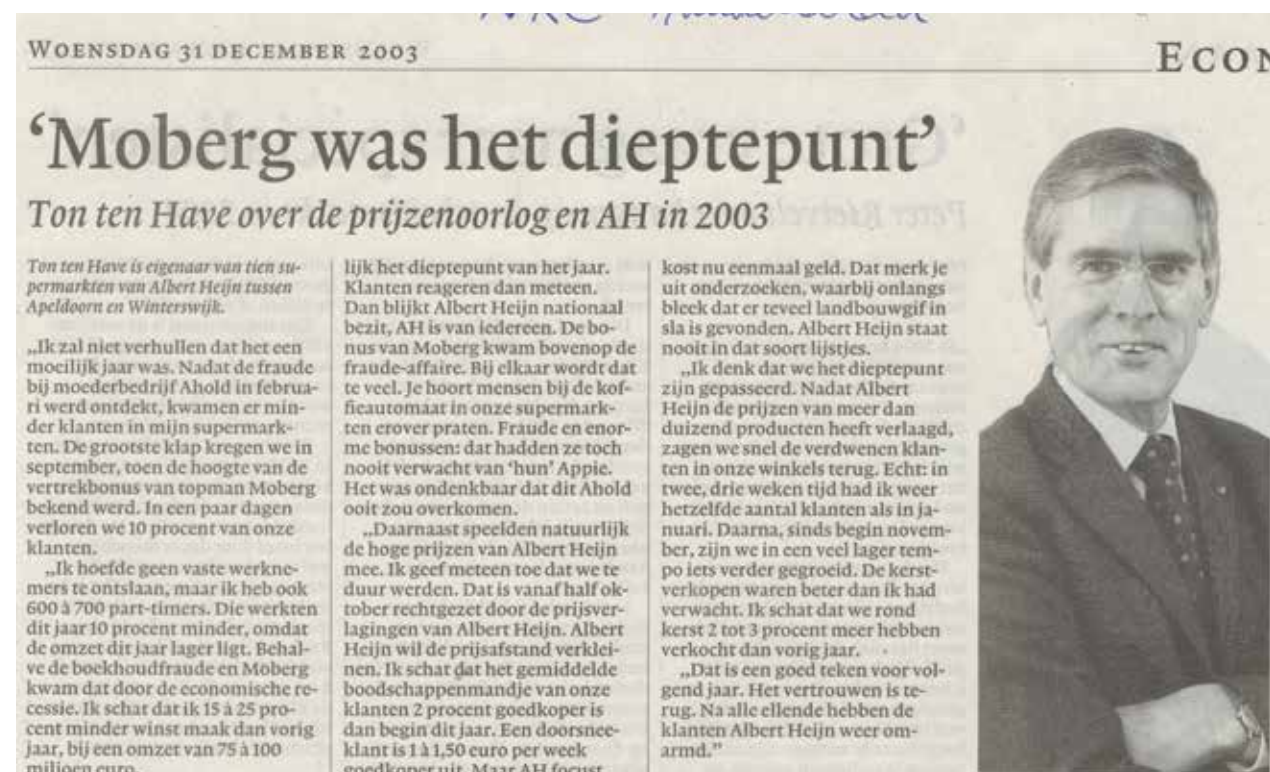 NRC Handelsblad
WOENSDAG 31 DECEMBER 2003
ECON
‘Moberg was het dieptepunt’
Ton ten Have over de prijzenoorlog en AH in 2003
Ton ten Have is eigenaar van tien su-
permarkten van Albert Heijn tussen
Apeldoorn en Winterswijk.
„Ik zal niet verhullen dat het een
moeilijk jaar was. Nadat de fraude
bij moederbedrijf Ahold in februa-
ri werd ontdekt, kwamen er min-
der klanten in mijn supermark-
ten. De grootste klap kregen we in
september, toen de hoogte van de
vertrekbonus van topman Moberg
bekend werd. In een paar dagen
verloren we 10 procent van onze
klanten.
„Ik hoefde geen vaste werkne-
mers te ontslaan, maar ik heb ook
600 à 700 part-timers. Die werkten
dit jaar 10 procent minder, omdat
de omzet dit jaar lager ligt. Behal-
ve de boekhoudfraude en Moberg
kwam dat door de economische re-
cessie. Ik schat dat ik 15 à 25 pro-
cent minder winst maak dan vorig
jaar, bij een omzet van 75 à 100
miljoen euro.
lijk het dieptepunt van het jaar.
Klanten reageren dan meteen.
Dan blijkt Albert Heijn nationaal
bezit, AH is van iedereen. De bo-
nus van Moberg kwam bovenop de
fraude-affaire. Bij elkaar wordt dat
te veel. Je hoort mensen bij de kof-
fieautomaat in onze supermark-
ten erover praten. Fraude en enor-
me bonussen: dat hadden ze toch
nooit verwacht van ‘hun’ Appie.
Het was ondenkbaar dat dit Ahold
ooit zou overkomen.
„Daarnaast speelden natuurlijk
de hoge prijzen van Albert Heijn
mee. Ik geef meteen toe dat we te
duur werden. Dat is vanaf half ok-
tober rechtgezet door de prijsver-
lagingen van Albert Heijn. Albert
Heijn wil de prijsafstand verklei-
nen. Ik schat dat het gemiddelde
boodschappenmandje van onze
klanten 2 procent goedkoper is
dan begin dit jaar. Een doorsnee-
klant is 1 à 1,50 euro per week
goedkoper uit. Maar AH focust
kost nu eenmaal geld. Dat merk je
uit onderzoeken, waarbij onlangs
bleek dat er teveel landbouwgif in
sla is gevonden. Albert Heijn staat
nooit in dat soort lijstjes.
„Ik denk dat we het dieptepunt
zijn gepasseerd. Nadat Albert
Heijn de prijzen van meer dan
duizend producten heeft verlaagd,
zagen we snel de verdwenen klan-
ten in onze winkels terug. Echt: in
twee, drie weken tijd had ik weer
hetzelfde aantal klanten als in ja-
nuari. Daarna, sinds begin novem-
ber, zijn we in een veel lager tem-
po iets verder gegroeid. De kerst-
verkopen waren beter dan ik had
verwacht. Ik schat dat we rond
kerst 2 tot 3 procent meer hebben
verkocht dan vorig jaar.
„Dat is een goed teken voor vol-
gend jaar. Het vertrouwen is te-
rug. Na alle ellende hebben de
klanten Albert Heijn weer om-
armd.”